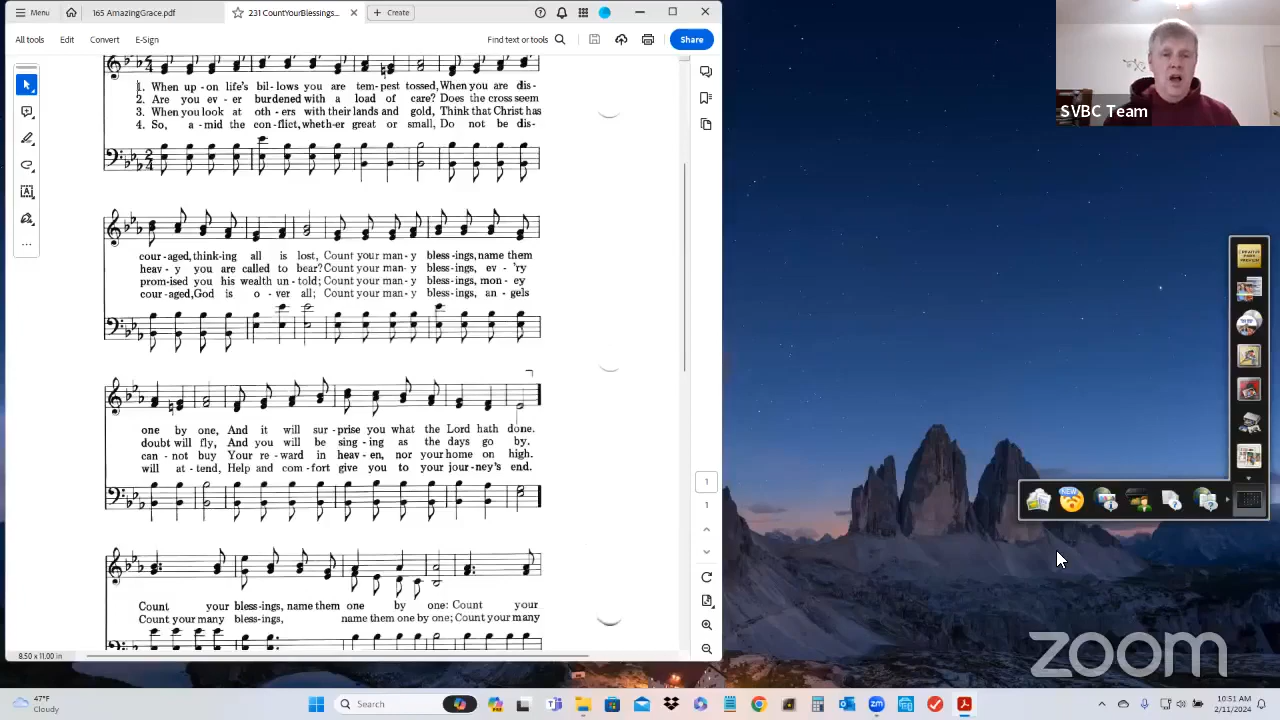 Menu
165 AmazingGrace.pdf
231 CountYourBlessings...
Create
All tools
Edit
Convert
E-Sign
Find text or tools
Share
1. When up-on life's bil-lows you are tem-pest tossed, When you are dis-
2. Are you ev-er burdened with a load of care? Does the cross seem
3. When you look at oth-ers with their lands and gold, Think that Christ has
4. So, a-mid the con-flict, wheth-er great or small, Do not be dis-
cour-aged, think-ing all is lost, Count your man-y bless-ings, name them
heav-y you are called to bear? Count your man-y bless-ings, ev-'ry
prom-ised you his wealth un-told; Count your man-y bless-ings, mon-ey
cour-aged, God is o-ver all; Count your man-y bless-ings, an-gels
one by one, And it will sur-prise you what the Lord hath done.
doubt will fly, And you will be sing-ing as the days go by.
can-not buy Your re-ward in heav-en, nor your home on high.
will at-tend, Help and com-fort give you to your jour-ney's end.
Count your bless-ings, name them one by one: Count your
Count your many bless-ings, name them one by one; Count your many
1
1
8.50 x 11.00 in
SVBC Team
NEW
zoom
47°F
Cloudy
Search
10:51 AM
2/11/2024